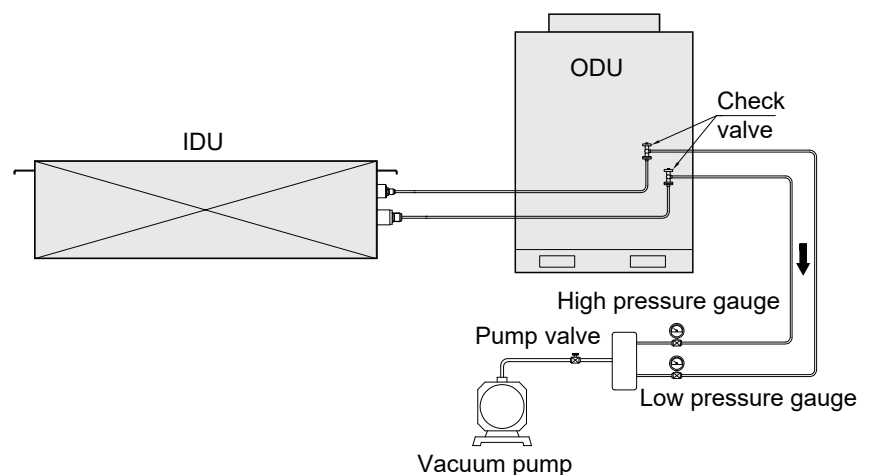 ODU
Check
valve
IDU
High pressure gauge
Pump valve
Low pressure gauge
Vacuum pump